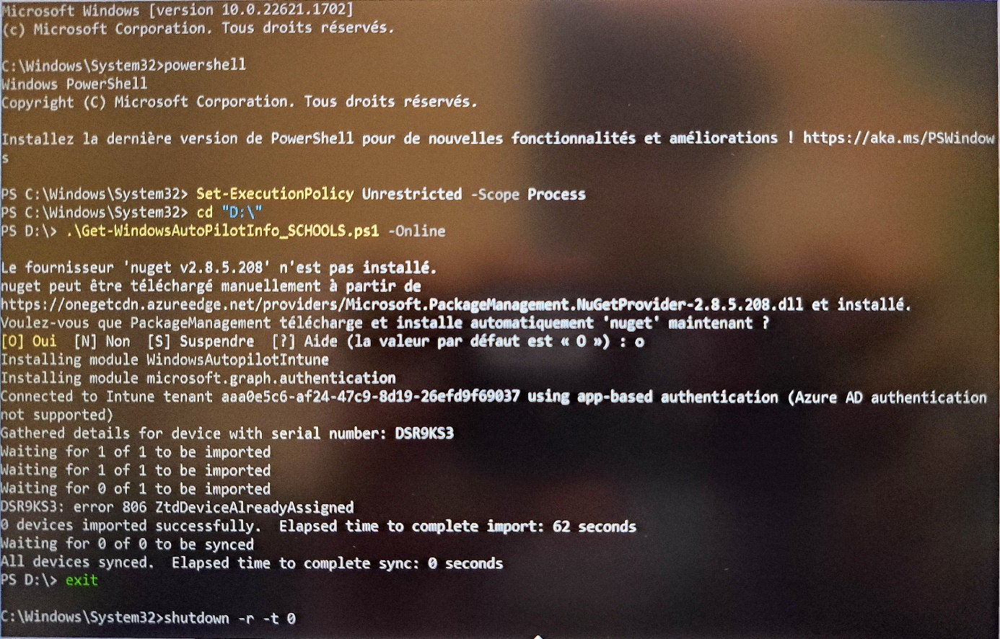 Microsoft Windows [version 10.0.22621.1702]
(c) Microsoft Corporation. Tous droits réservés.
C:\Windows\System32>powershell
Windows PowerShell
Copyright (C) Microsoft Corporation. Tous droits réservés.
Installez la dernière version de PowerShell pour de nouvelles fonctionnalités et améliorations ! https://aka.ms/PSWindow
s
PS C:\Windows\System32> Set-ExecutionPolicy Unrestricted -Scope Process
PS C:\Windows\System32> cd "D:\"
PS D:\> .\Get-WindowsAutoPilotInfo_SCHOOLS.ps1 -Online
Le fournisseur 'nuget v2.8.5.208' n'est pas installé.
nuget peut être téléchargé manuellement à partir de
https://onegetcdn.azureedge.net/providers/Microsoft.PackageManagement.NuGetProvider-2.8.5.208.dll et installé.
Voulez-vous que PackageManagement télécharge et installe automatiquement 'nuget' maintenant ?
[O] Oui  [N] Non  [S] Suspendre  [?] Aide (la valeur par défaut est « O ») : o
Installing module WindowsAutopilotIntune
Installing module microsoft.graph.authentication
Connected to Intune tenant aaa0e5c6-af24-47c9-8d19-26efd9f69037 using app-based authentication (Azure AD authentication
not supported)
Gathered details for device with serial number: DSR9KS3
Waiting for 1 of 1 to be imported
Waiting for 1 of 1 to be imported
Waiting for 0 of 1 to be imported
DSR9KS3: error 806 ZtdDeviceAlreadyAssigned
0 devices imported successfully.  Elapsed time to complete import: 62 seconds
Waiting for 0 of 0 to be synced
All devices synced.  Elapsed time to complete sync: 0 seconds
PS D:\> exit
C:\Windows\System32>shutdown -r -t 0